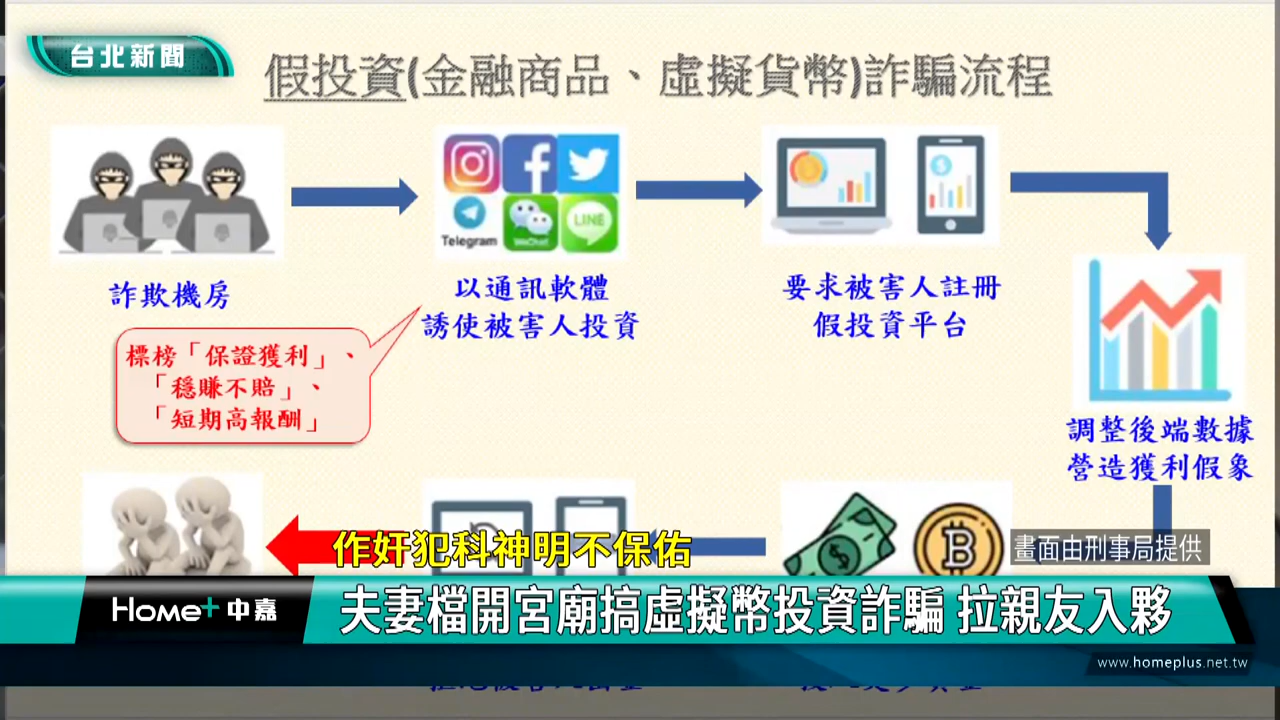 台北新聞
假投資(金融商品、虛擬貨幣)詐騙流程
Telegram
WeChat
LINE
詐欺機房
以通訊軟體
誘使被害人投資
要求被害人註冊
假投資平台
標榜「保證獲利」、
「穩賺不賠」、
「短期高報酬」
調整後端數據
營造獲利假象
作奸犯科神明不保佑
畫面由刑事局提供
Home+中嘉
夫妻檔開宮廟搞虛擬幣投資詐騙 拉親友入夥
www.homeplus.net.tw